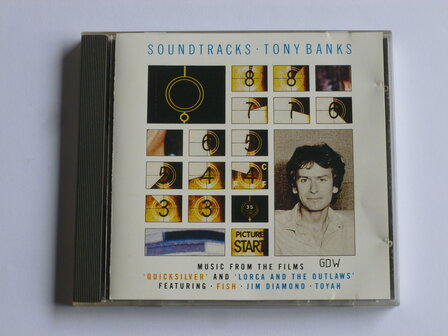 SOUNDTRACKS · TONY BANKS
8 8
7 7 6
6 5
5 4 4 C
F F
3 3 35
PICTURE
START
GDW
MUSIC FROM THE FILMS
'QUICKSILVER' AND 'LORCA AND THE OUTLAWS'
FEATURING · FISH · JIM DIAMOND · TOYAH